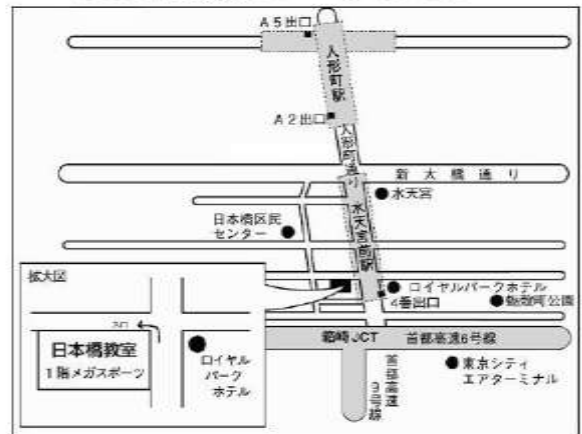 A5出口
人形町駅
A2出口
人形町通り
新大橋通り
水天宮
水天宮前駅
日本橋区民
センター
ロイヤルパークホテル
4番出口
蛎殻町公園
箱崎JCT
首都高速6号線
首都高速9号線
東京シティ
エアターミナル
拡大区
入口
日本橋教室
1階メガスポーツ
ロイヤル
パーク
ホテル